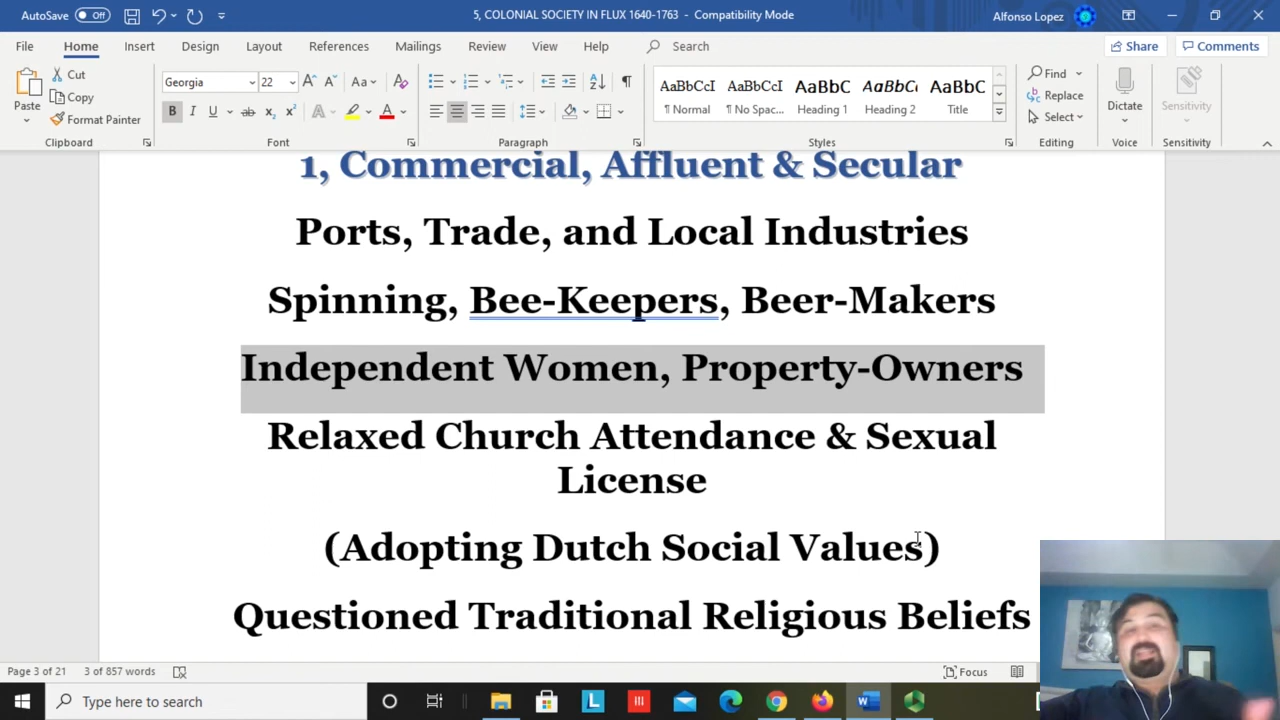 AutoSave Off 5, COLONIAL SOCIETY IN FLUX 1640-1763 - Compatibility Mode Alfonso Lopez
File Home Insert Design Layout References Mailings Review View Help Search Share Comments
Paste Cut Copy Format Painter
Georgia 22 A A Aa A
B I U ab x₂ x² A A
AaBbCcI AaBbCcI AaBbC AaBbC AaBbC
¶ Normal ¶ No Spac... Heading 1 Heading 2 Title
Find Replace Select
Dictate Sensitivity
Clipboard Font Paragraph Styles Editing Voice Sensitivity
1, Commercial, Affluent & Secular
Ports, Trade, and Local Industries
Spinning, Bee-Keepers, Beer-Makers
Independent Women, Property-Owners
Relaxed Church Attendance & Sexual
License
(Adopting Dutch Social Values)
Questioned Traditional Religious Beliefs
Page 3 of 21 3 of 857 words Focus
Type here to search